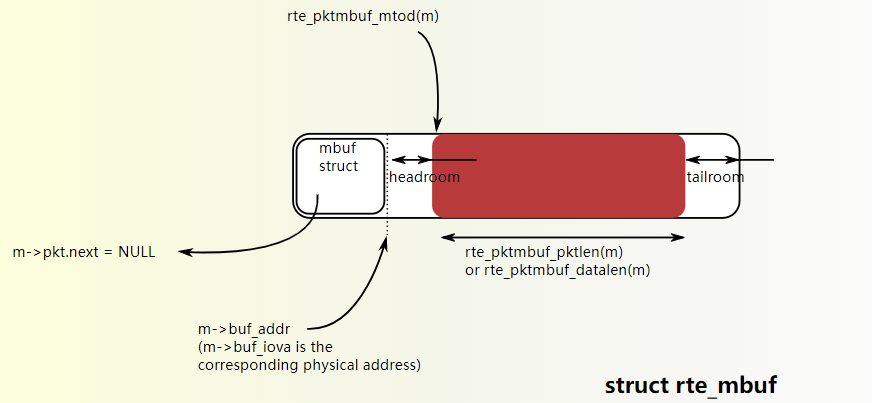 rte_pktmbuf_mtod(m)
mbuf
struct
headroom
tailroom
m->pkt.next = NULL
rte_pktmbuf_pktlen(m)
or rte_pktmbuf_datalen(m)
m->buf_addr
(m->buf_iova is the
corresponding physical address)
struct rte_mbuf